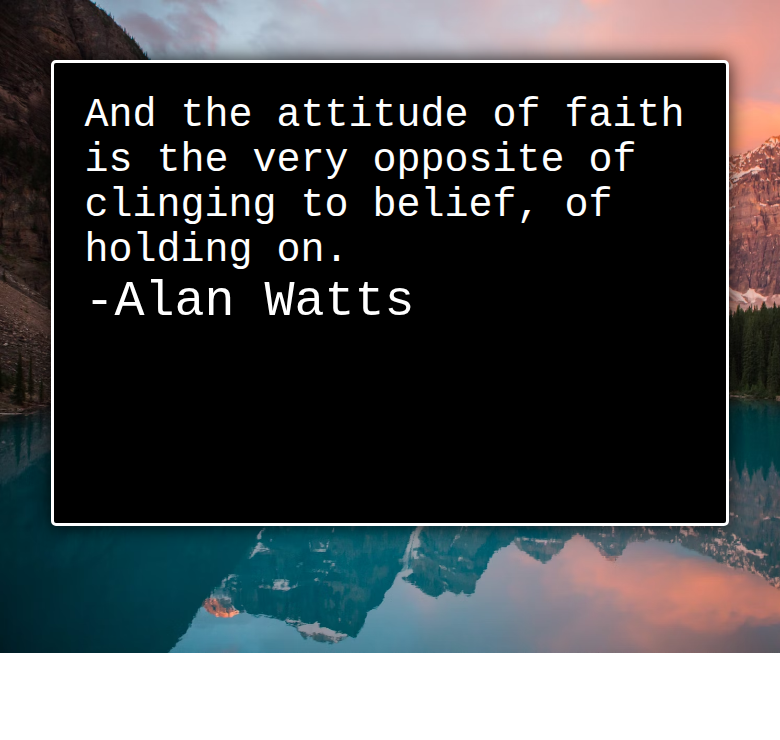 And the attitude of faith
is the very opposite of
clinging to belief, of
holding on.
-Alan Watts